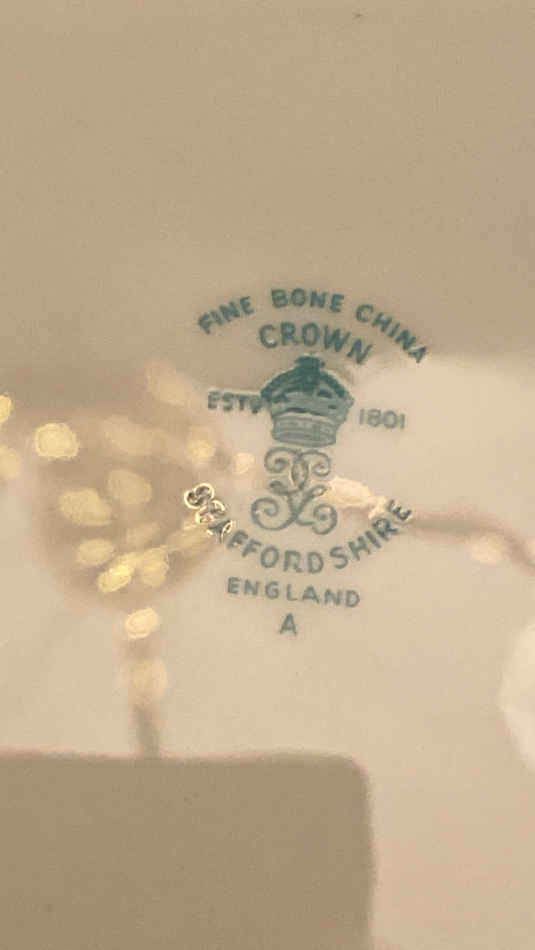 FINE BONE CHINA
CROWN
ESTD 1801
STAFFORDSHIRE
ENGLAND
A